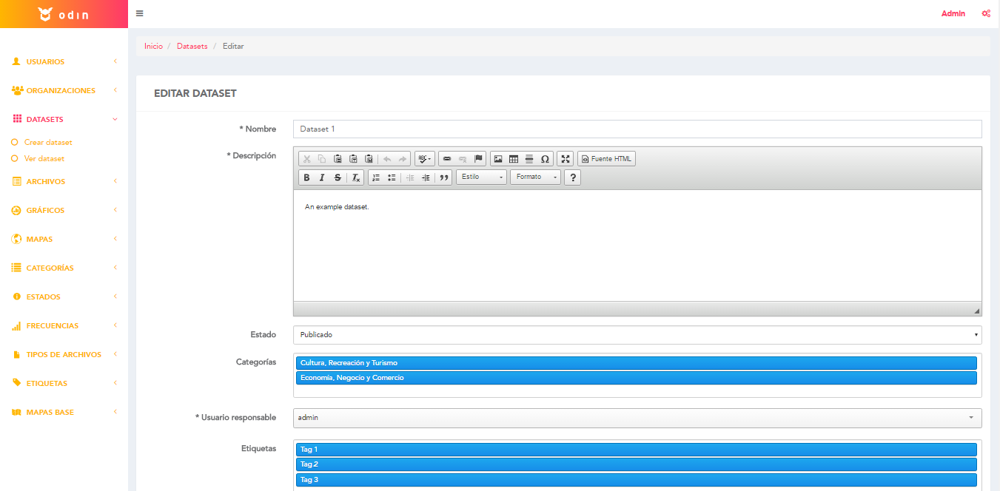 odin
Admin
Inicio / Datasets / Editar
USUARIOS
ORGANIZACIONES
DATASETS
Crear dataset
Ver dataset
ARCHIVOS
GRÁFICOS
MAPAS
CATEGORÍAS
ESTADOS
FRECUENCIAS
TIPOS DE ARCHIVOS
ETIQUETAS
MAPAS BASE
EDITAR DATASET
* Nombre
Dataset 1
* Descripción
ABC
Ω
Fuente HTML
B I S Tx
Estilo
Formato
?
An example dataset.
Estado
Publicado
Categorías
Cultura, Recreación y Turismo
Economía, Negocio y Comercio
* Usuario responsable
admin
Etiquetas
Tag 1
Tag 2
Tag 3